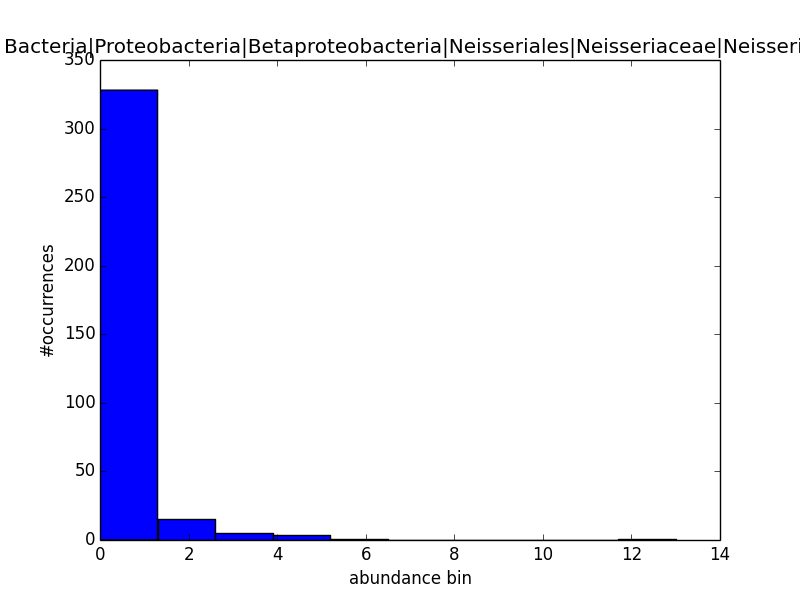 Bacteria|Proteobacteria|Betaproteobacteria|Neisseriales|Neisseriaceae|Neisseri
350
300
250
200
150
100
50
0
#occurrences
0 2 4 6 8 10 12 14
abundance bin